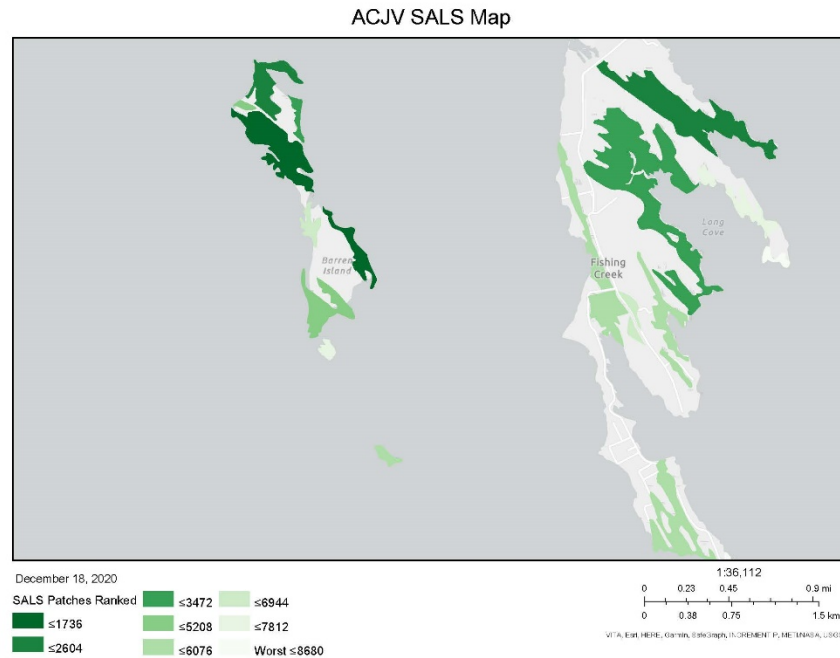 ACJV SALS Map
Barren
Island
Long
Cove
Fishing
Creek
December 18, 2020
SALS Patches Ranked
≤1736
≤2604
≤3472
≤5208
≤6076
≤6944
≤7812
Worst ≤8680
1:36,112
0 0.23 0.45 0.9 mi
0 0.38 0.75 1.5 km
VITA, Esri, HERE, Garmin, SafeGraph, INCREMENT P, METI/NASA, USGS